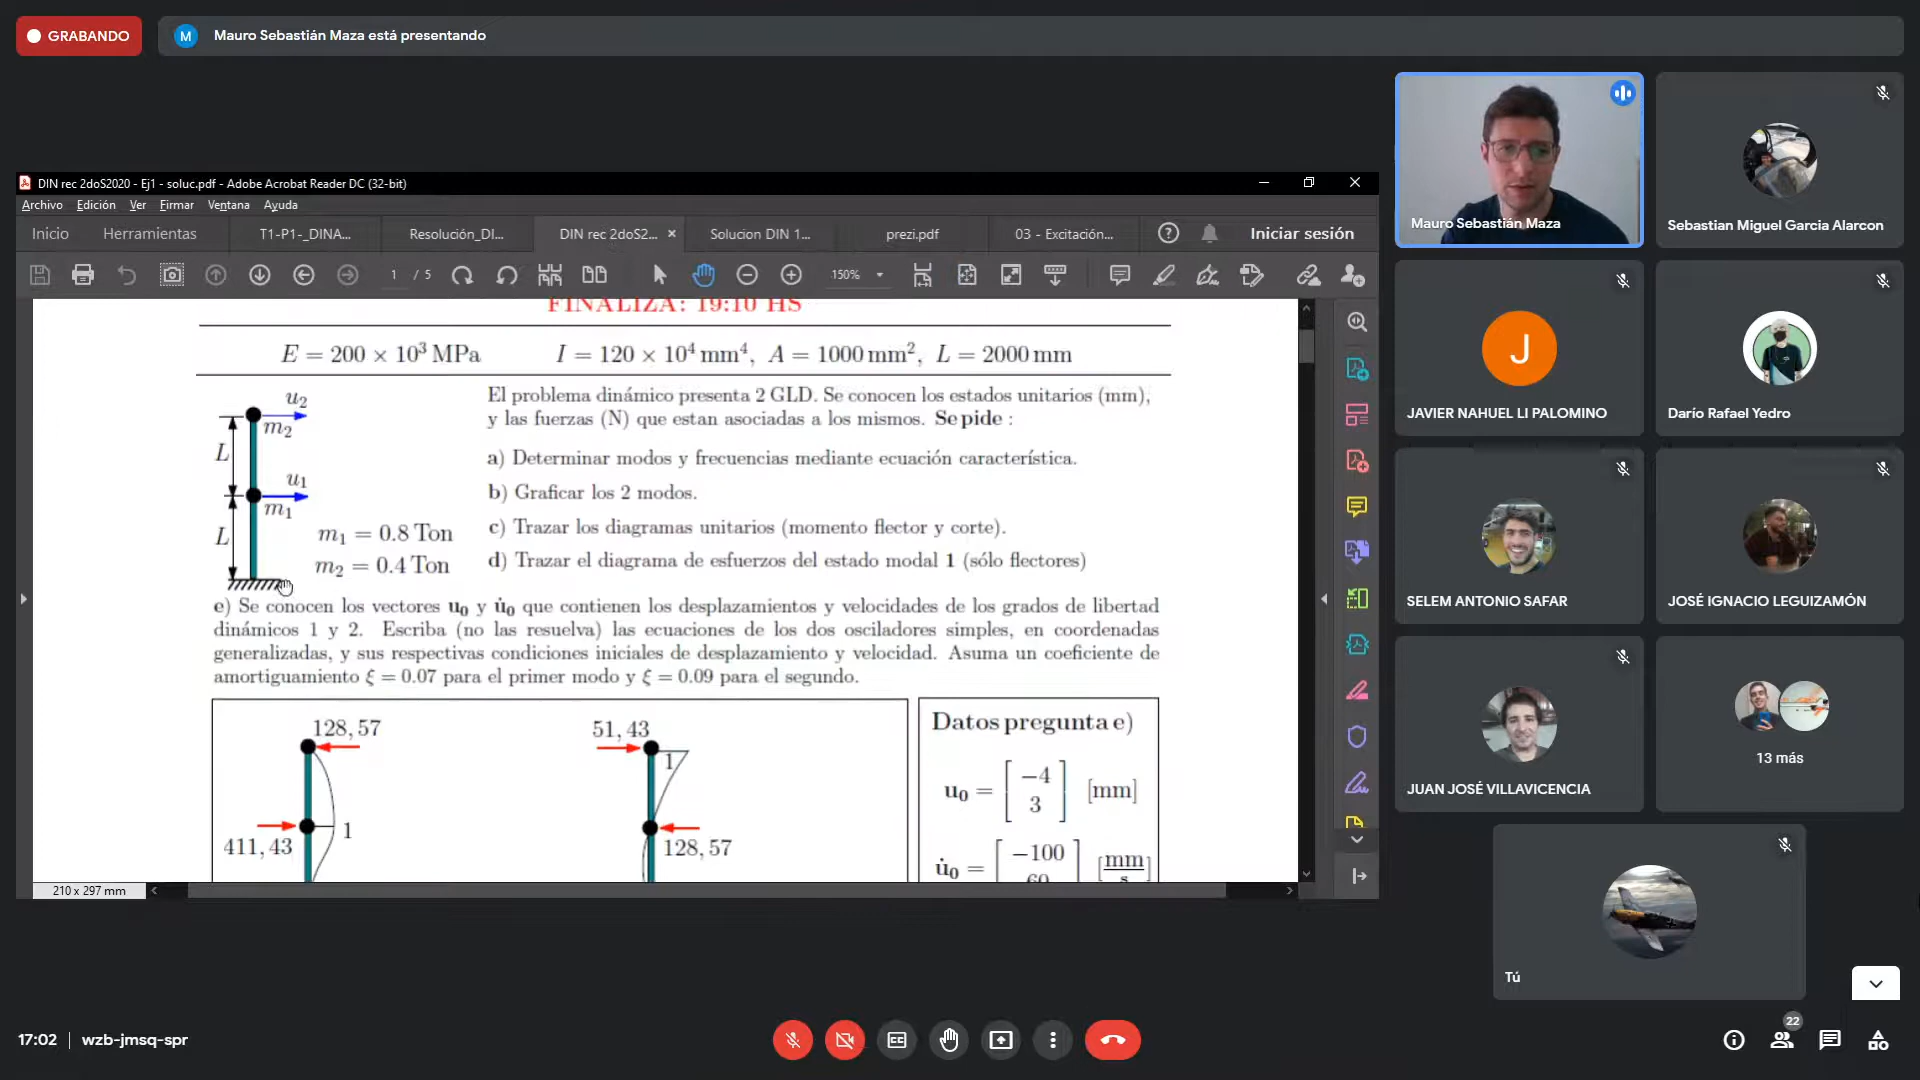 GRABANDO
M
Mauro Sebastián Maza está presentando
DIN rec 2doS2020 - Ej1 - soluc.pdf - Adobe Acrobat Reader DC (32-bit)
Archivo Edición Ver Firmar Ventana Ayuda
Inicio Herramientas T1-P1-_DINA... Resolución_DI... DIN rec 2doS2... × Solucion DIN 1... prezi.pdf 03 - Excitación... Iniciar sesión
1 / 5 150%
FINALIZA: 19:10 HS
E = 200 × 10³ MPa I = 120 × 10⁴ mm⁴, A = 1000 mm², L = 2000 mm
u₂
m₂
L
u₁
m₁
L
m₁ = 0.8 Ton
m₂ = 0.4 Ton
El problema dinámico presenta 2 GLD. Se conocen los estados unitarios (mm),
y las fuerzas (N) que estan asociadas a los mismos. Se pide :
a) Determinar modos y frecuencias mediante ecuación característica.
b) Graficar los 2 modos.
c) Trazar los diagramas unitarios (momento flector y corte).
d) Trazar el diagrama de esfuerzos del estado modal 1 (sólo flectores)
e) Se conocen los vectores u₀ y u̇₀ que contienen los desplazamientos y velocidades de los grados de libertad
dinámicos 1 y 2. Escriba (no las resuelva) las ecuaciones de los dos osciladores simples, en coordenadas
generalizadas, y sus respectivas condiciones iniciales de desplazamiento y velocidad. Asuma un coeficiente de
amortiguamiento ξ = 0.07 para el primer modo y ξ = 0.09 para el segundo.
128,57
411,43
1
51,43
1
128,57
Datos pregunta e)
u₀ = [ −4 3 ] [mm]
u̇₀ = [ −100 60 ] [mm/s]
210 x 297 mm
Mauro Sebastián Maza
Sebastian Miguel Garcia Alarcon
J
JAVIER NAHUEL LI PALOMINO
Darío Rafael Yedro
SELEM ANTONIO SAFAR
JOSÉ IGNACIO LEGUIZAMÓN
JUAN JOSÉ VILLAVICENCIA
13 más
Tú
17:02 | wzb-jmsq-spr
22